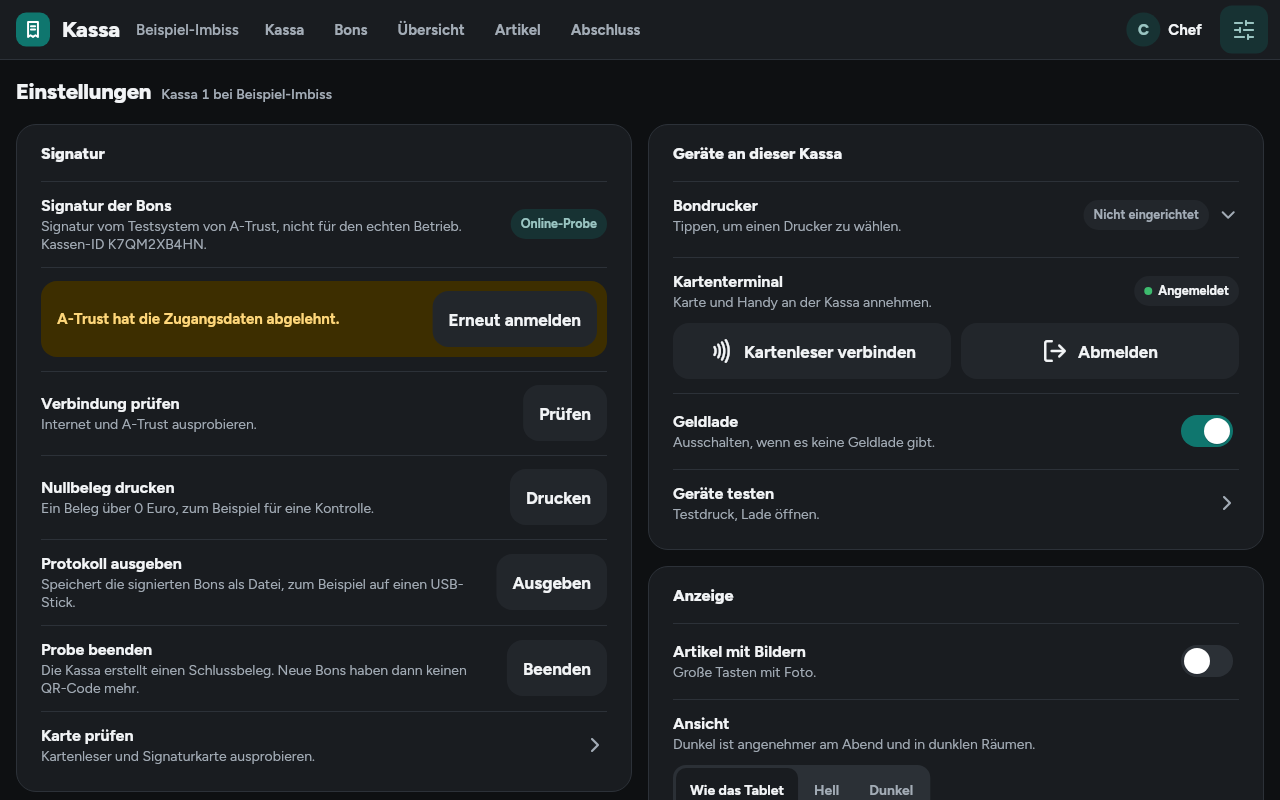 Kassa
Beispiel-Imbiss
Kassa
Bons
Übersicht
Artikel
Abschluss
C
Chef
Einstellungen
Kassa 1 bei Beispiel-Imbiss
Signatur
Signatur der Bons
Signatur vom Testsystem von A-Trust, nicht für den echten Betrieb.
Kassen-ID K7QM2XB4HN.
Online-Probe
A-Trust hat die Zugangsdaten abgelehnt.
Erneut anmelden
Verbindung prüfen
Internet und A-Trust ausprobieren.
Prüfen
Nullbeleg drucken
Ein Beleg über 0 Euro, zum Beispiel für eine Kontrolle.
Drucken
Protokoll ausgeben
Speichert die signierten Bons als Datei, zum Beispiel auf einen USB-
Stick.
Ausgeben
Probe beenden
Die Kassa erstellt einen Schlussbeleg. Neue Bons haben dann keinen
QR-Code mehr.
Beenden
Karte prüfen
Kartenleser und Signaturkarte ausprobieren.
Geräte an dieser Kassa
Bondrucker
Tippen, um einen Drucker zu wählen.
Nicht eingerichtet
Kartenterminal
Karte und Handy an der Kassa annehmen.
Angemeldet
Kartenleser verbinden
Abmelden
Geldlade
Ausschalten, wenn es keine Geldlade gibt.
Geräte testen
Testdruck, Lade öffnen.
Anzeige
Artikel mit Bildern
Große Tasten mit Foto.
Ansicht
Dunkel ist angenehmer am Abend und in dunklen Räumen.
Wie das Tablet
Hell
Dunkel